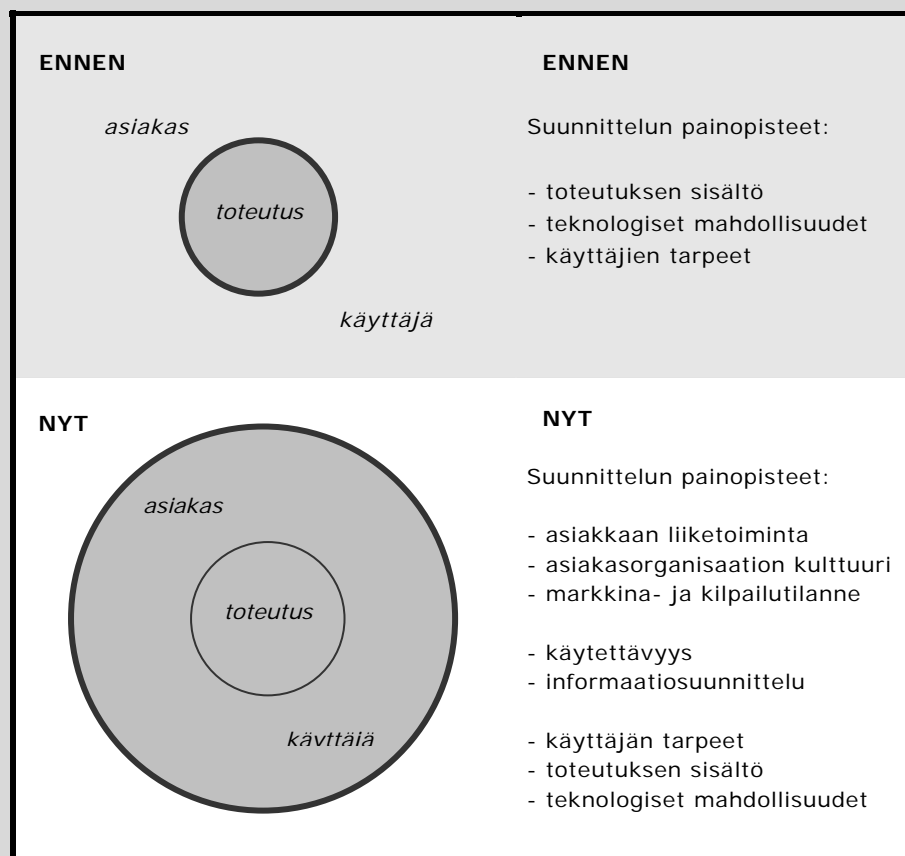 ENNEN
asiakas
toteutus
käyttäjä
ENNEN
Suunnittelun painopisteet:
- toteutuksen sisältö
- teknologiset mahdollisuudet
- käyttäjien tarpeet
NYT
asiakas
toteutus
käyttäjä
NYT
Suunnittelun painopisteet:
- asiakkaan liiketoiminta
- asiakasorganisaation kulttuuri
- markkina- ja kilpailutilanne
- käytettävyys
- informaatiosuunnittelu
- käyttäjän tarpeet
- toteutuksen sisältö
- teknologiset mahdollisuudet